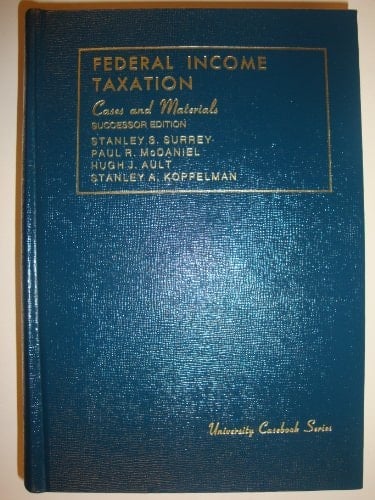 FEDERAL INCOME
TAXATION
Cases and Materials
SUCCESSOR EDITION
STANLEY S. SURREY
PAUL R. McDANIEL
HUGH J. AULT
STANLEY A. KOPPELMAN
University Casebook Series